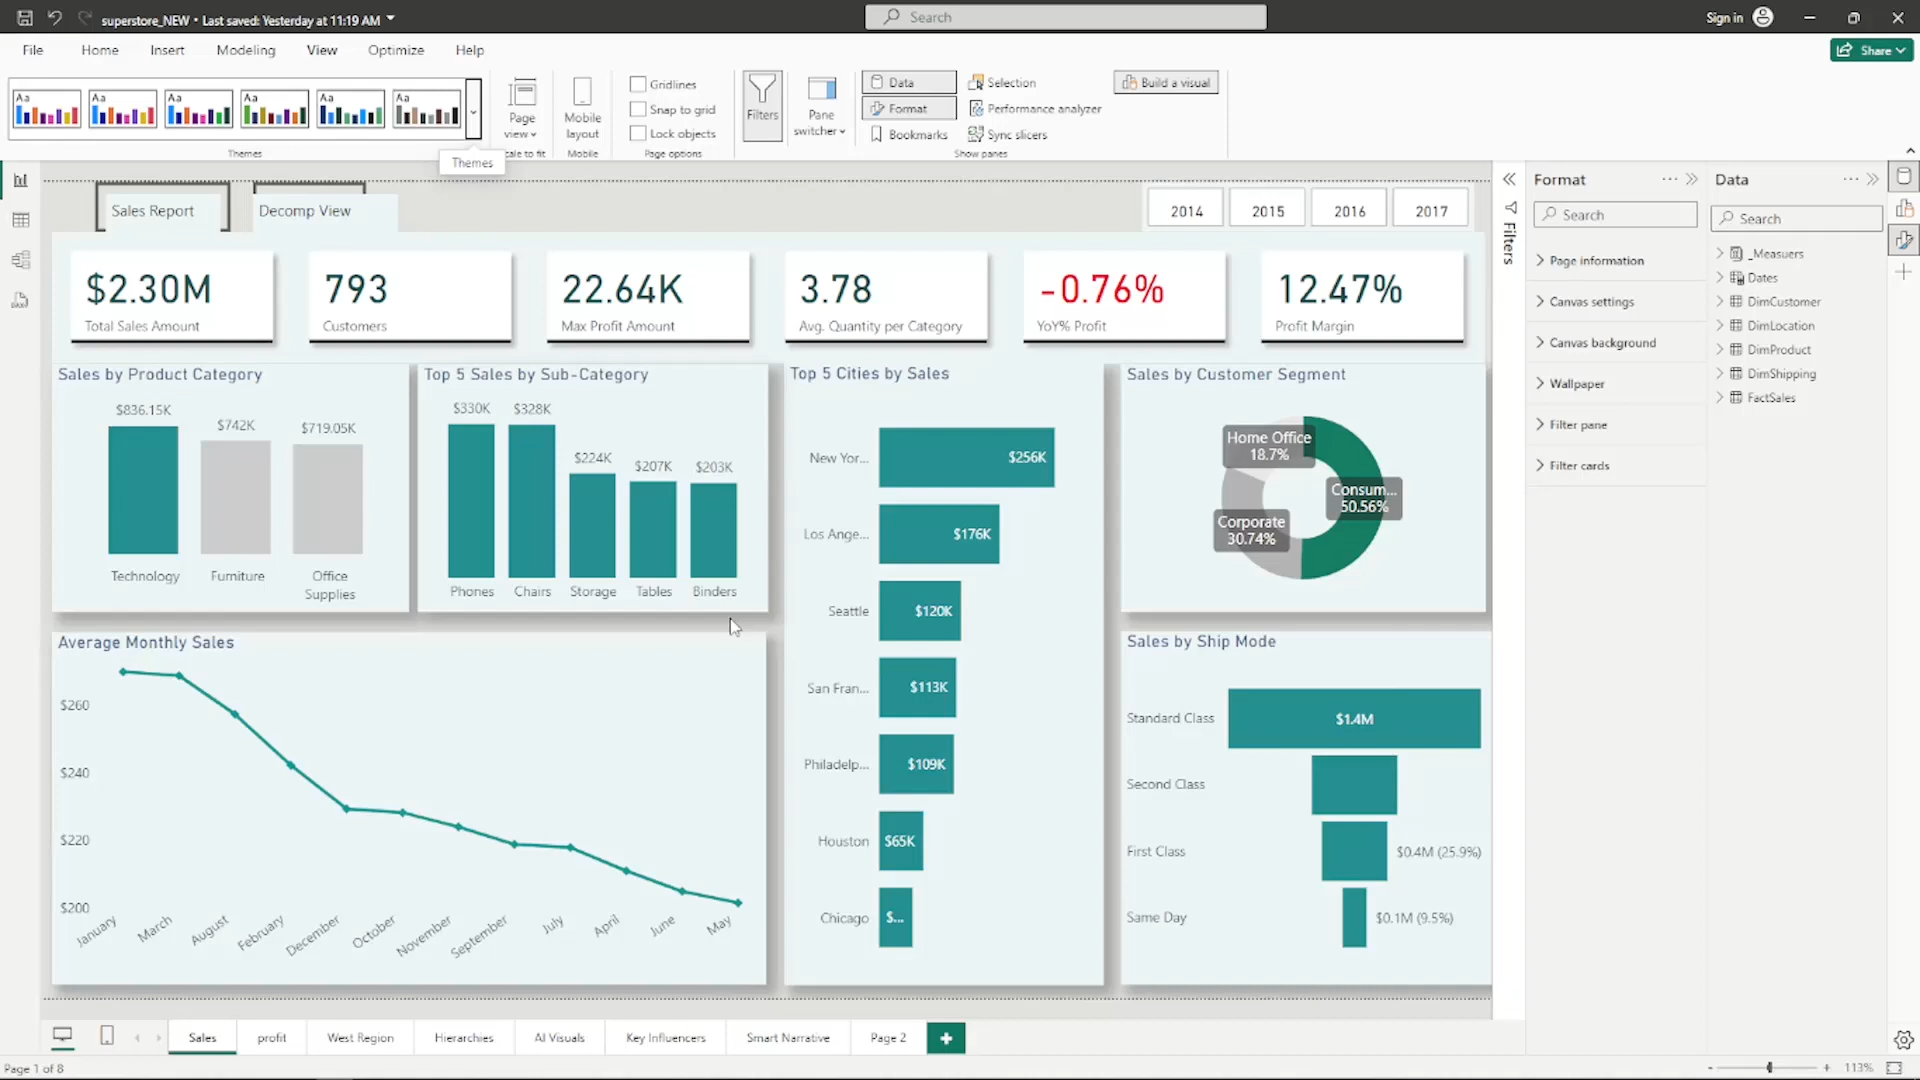 superstore_NEW • Last saved: Yesterday at 11:19 AM
Search
Sign in
File
Home
Insert
Modeling
View
Optimize
Help
Share
Aa
Aa
Aa
Aa
Aa
Aa
Themes
Page view
Scale to fit
Mobile layout
Mobile
Gridlines
Snap to grid
Lock objects
Page options
Filters
Pane switcher
Data
Format
Bookmarks
Selection
Performance analyzer
Sync slicers
Build a visual
Show panes
Themes
Sales Report
Decomp View
2014
2015
2016
2017
$2.30M
Total Sales Amount
793
Customers
22.64K
Max Profit Amount
3.78
Avg. Quantity per Category
-0.76%
YoY% Profit
12.47%
Profit Margin
Sales by Product Category
$836.15K
$742K
$719.05K
Technology
Furniture
Office
Supplies
Top 5 Sales by Sub-Category
$330K
$328K
$224K
$207K
$203K
Phones
Chairs
Storage
Tables
Binders
Top 5 Cities by Sales
New Yor...
$256K
Los Ange...
$176K
Seattle
$120K
San Fran...
$113K
Philadelp...
$109K
Houston
$65K
Chicago
$...
Sales by Customer Segment
Home Office
18.7%
Consum...
50.56%
Corporate
30.74%
Average Monthly Sales
$260
$240
$220
$200
January
March
August
February
December
October
November
September
July
April
June
May
Sales by Ship Mode
Standard Class
$1.4M
Second Class
First Class
$0.4M (25.9%)
Same Day
$0.1M (9.5%)
Filters
Format
Search
Page information
Canvas settings
Canvas background
Wallpaper
Filter pane
Filter cards
Data
Search
_Measuers
Dates
DimCustomer
DimLocation
DimProduct
DimShipping
FactSales
Sales
profit
West Region
Hierarchies
AI Visuals
Key Influencers
Smart Narrative
Page 2
Page 1 of 8
113%